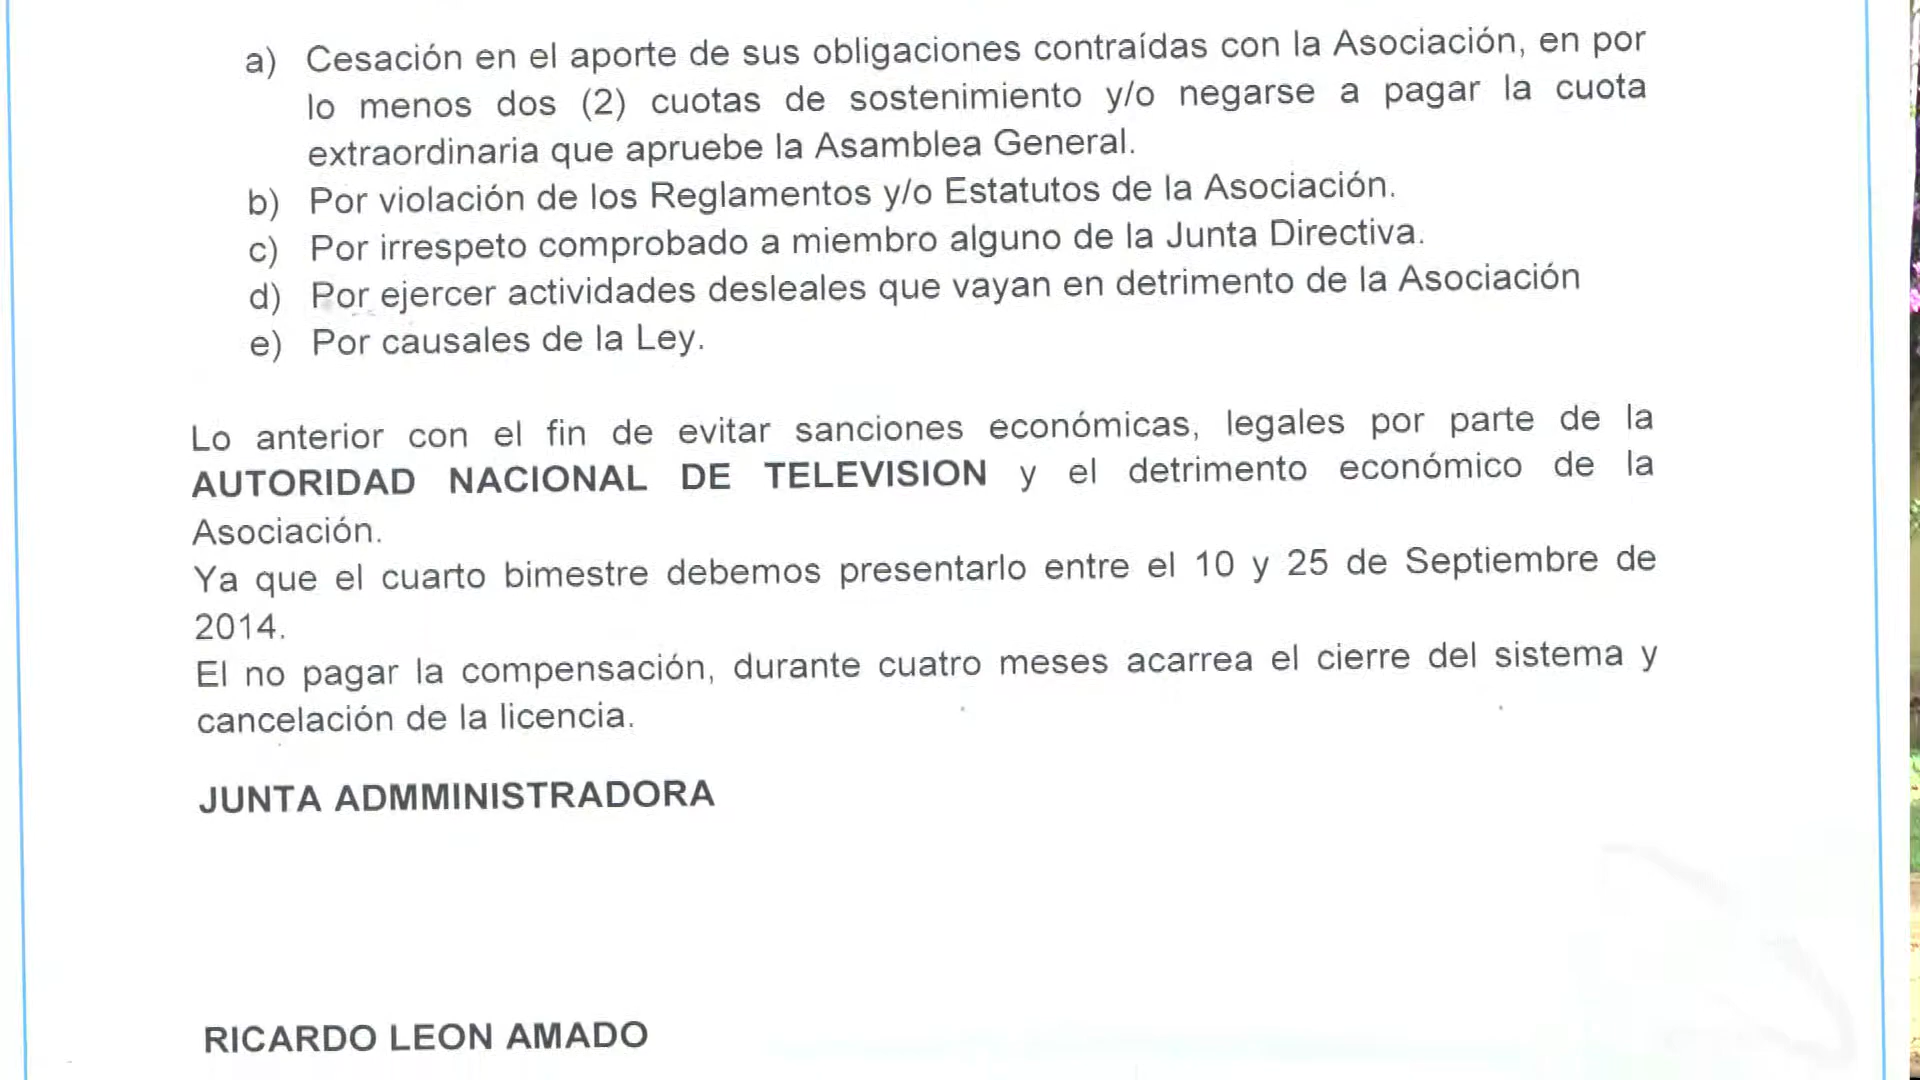 a) Cesación en el aporte de sus obligaciones contraídas con la Asociación, en por
lo menos dos (2) cuotas de sostenimiento y/o negarse a pagar la cuota
extraordinaria que apruebe la Asamblea General.
b) Por violación de los Reglamentos y/o Estatutos de la Asociación.
c) Por irrespeto comprobado a miembro alguno de la Junta Directiva.
d) Por ejercer actividades desleales que vayan en detrimento de la Asociación
e) Por causales de la Ley.
Lo anterior con el fin de evitar sanciones económicas, legales por parte de la
AUTORIDAD NACIONAL DE TELEVISION y el detrimento económico de la
Asociación.
Ya que el cuarto bimestre debemos presentarlo entre el 10 y 25 de Septiembre de
2014.
El no pagar la compensación, durante cuatro meses acarrea el cierre del sistema y
cancelación de la licencia.
JUNTA ADMMINISTRADORA
RICARDO LEON AMADO